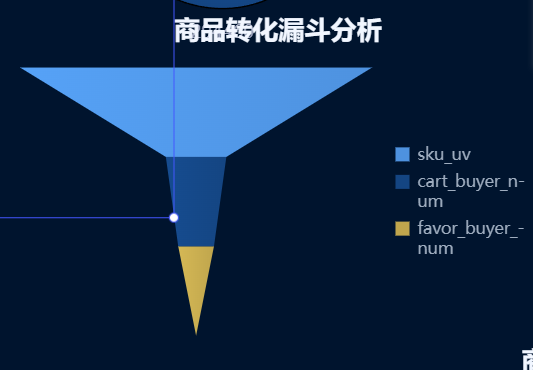 商品转化漏斗分析
sku_uv
cart_buyer_n-
um
favor_buyer_-
num